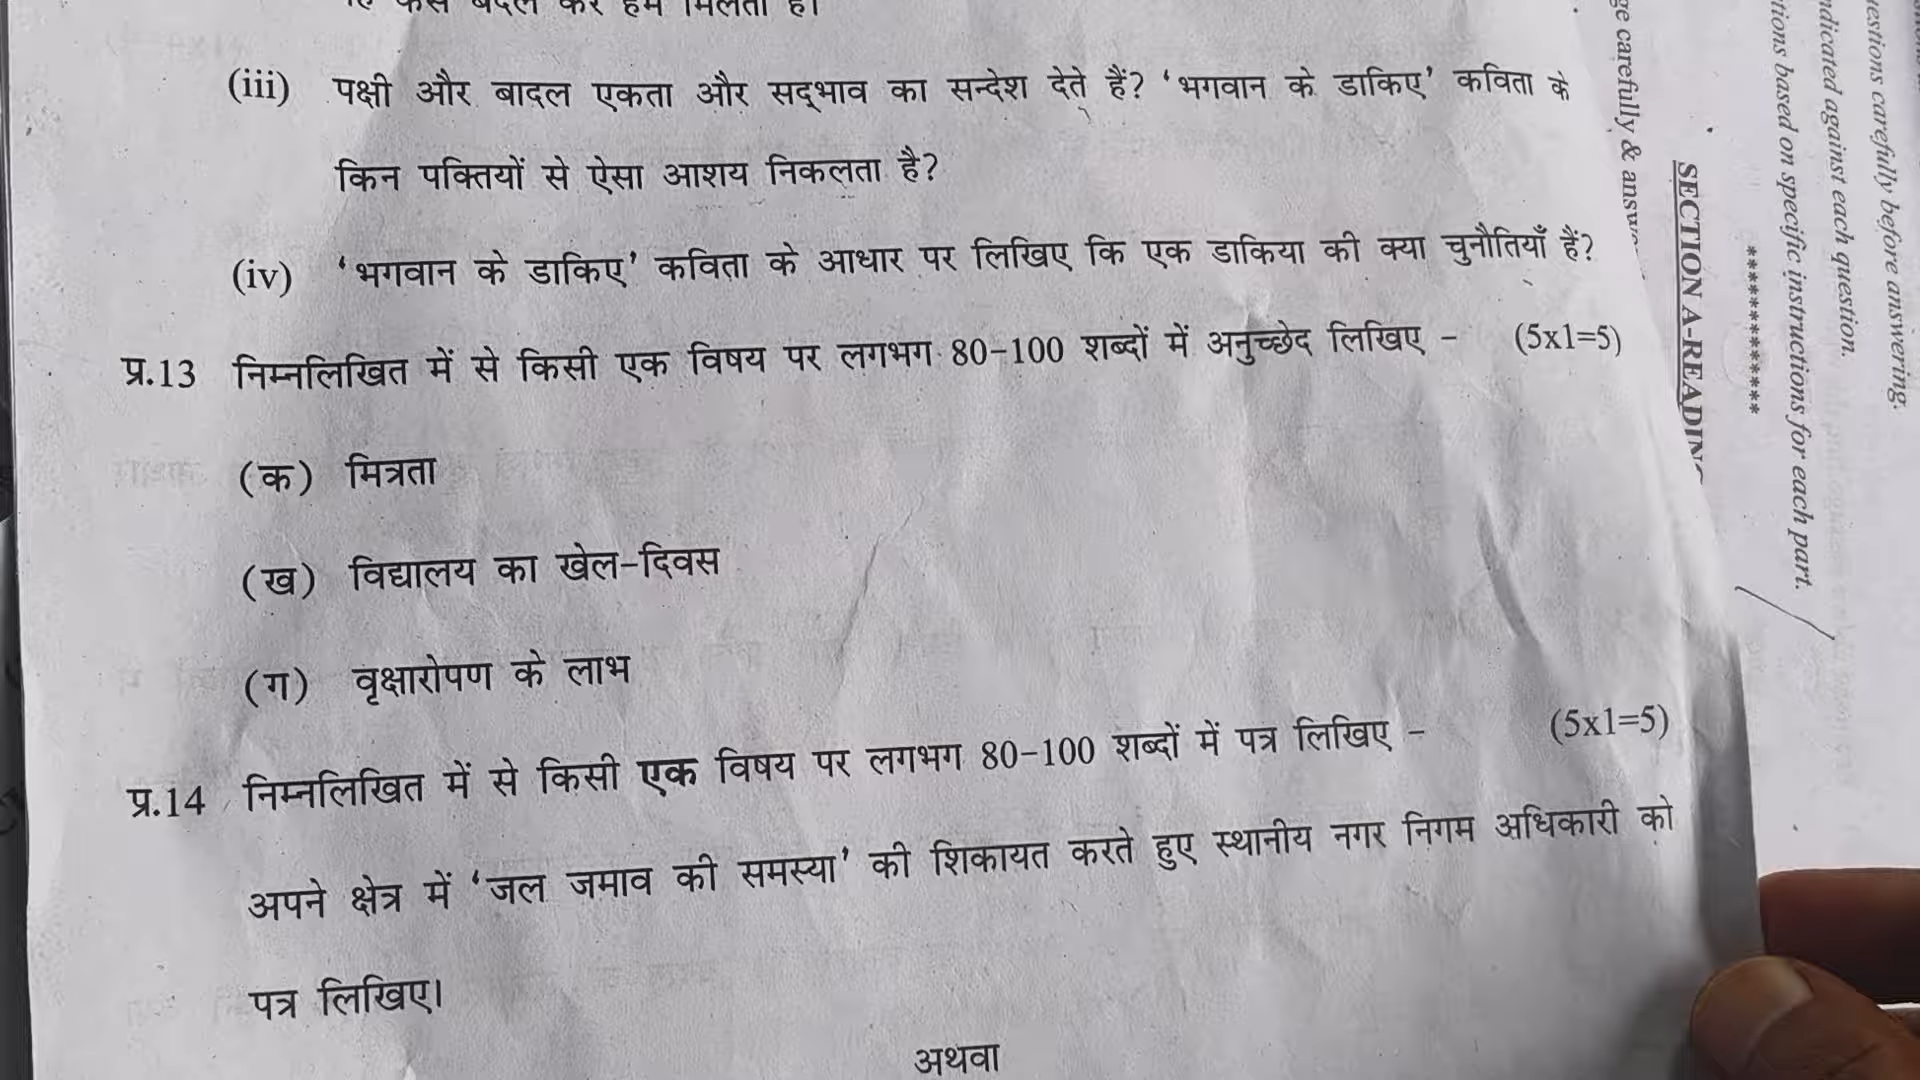 कैसे बदल कर हमें मिलती है।
(iii) पक्षी और बादल एकता और सद्‌भाव का सन्देश देते हैं? 'भगवान के डाकिए' कविता के
किन पक्तियों से ऐसा आशय निकलता है?
(iv) 'भगवान के डाकिए' कविता के आधार पर लिखिए कि एक डाकिया की क्या चुनौतियाँ हैं?
प्र.13 निम्नलिखित में से किसी एक विषय पर लगभग 80-100 शब्दों में अनुच्छेद लिखिए - (5x1=5)
(क) मित्रता
(ख) विद्यालय का खेल-दिवस
(ग) वृक्षारोपण के लाभ
प्र.14 निम्नलिखित में से किसी एक विषय पर लगभग 80-100 शब्दों में पत्र लिखिए - (5x1=5)
अपने क्षेत्र में 'जल जमाव की समस्या' की शिकायत करते हुए स्थानीय नगर निगम अधिकारी को
पत्र लिखिए।
अथवा
estions carefully before answering.
ndicated against each question.
tions based on specific instructions for each part.
***********
SECTION A-READIN
ge carefully & answ